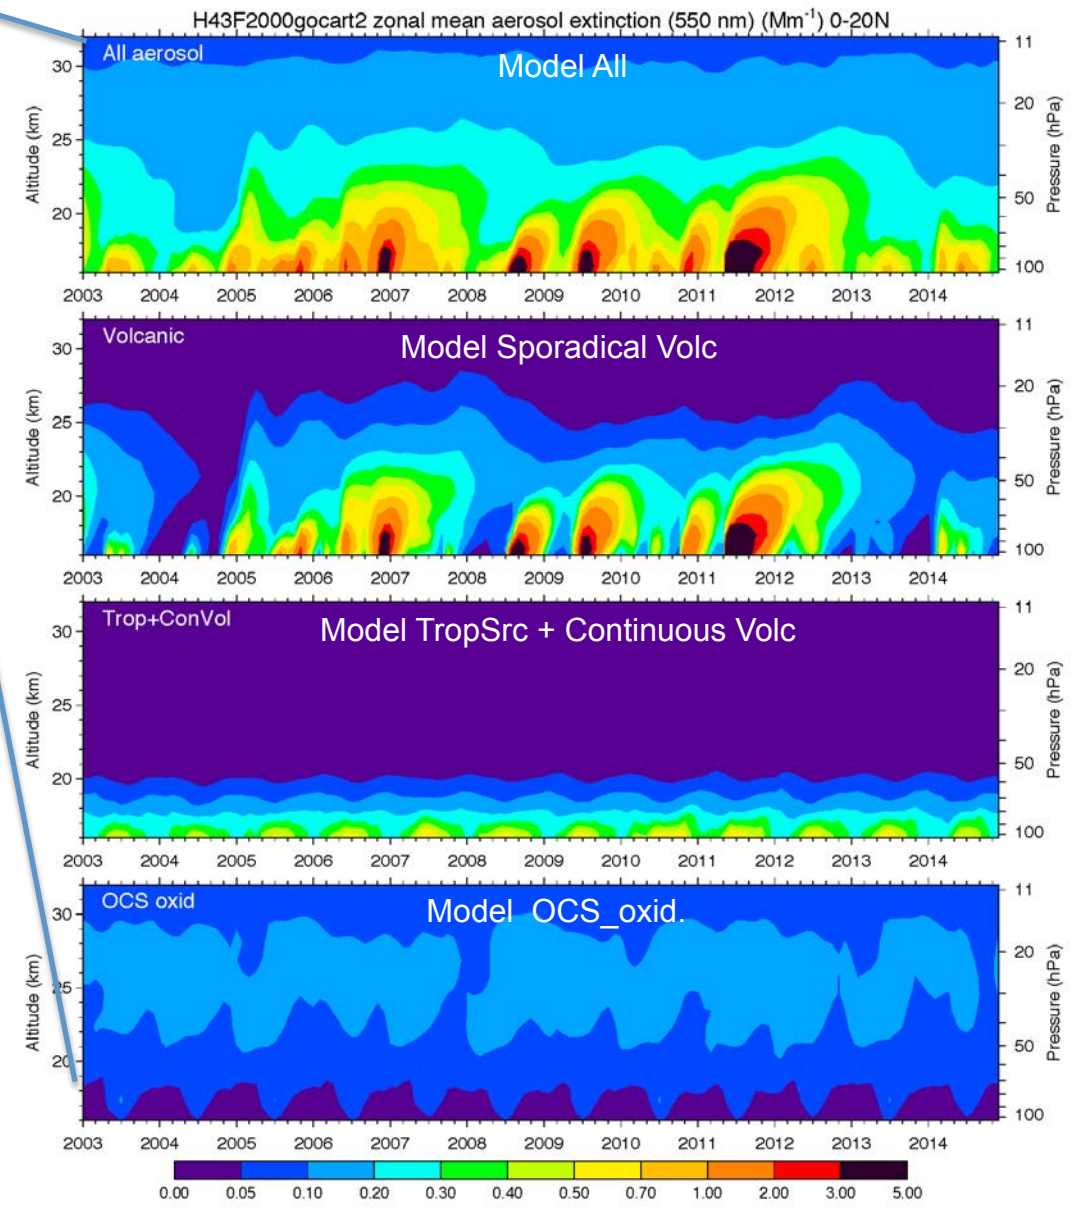 H43F2000gocart2 zonal mean aerosol extinction (550 nm) (Mm⁻¹) 0-20N
All aerosol
Model All
Altitude (km)
30
25
20
11
20
50
100
Pressure (hPa)
2003 2004 2005 2006 2007 2008 2009 2010 2011 2012 2013 2014
Volcanic
Model Sporadical Volc
Altitude (km)
30
25
20
11
20
50
100
Pressure (hPa)
2003 2004 2005 2006 2007 2008 2009 2010 2011 2012 2013 2014
Trop+ConVol
Model TropSrc + Continuous Volc
Altitude (km)
30
25
20
11
20
50
100
Pressure (hPa)
2003 2004 2005 2006 2007 2008 2009 2010 2011 2012 2013 2014
OCS oxid
Model OCS_oxid.
Altitude (km)
30
25
20
11
20
50
100
Pressure (hPa)
2003 2004 2005 2006 2007 2008 2009 2010 2011 2012 2013 2014
0.00 0.05 0.10 0.20 0.30 0.40 0.50 0.70 1.00 2.00 3.00 5.00